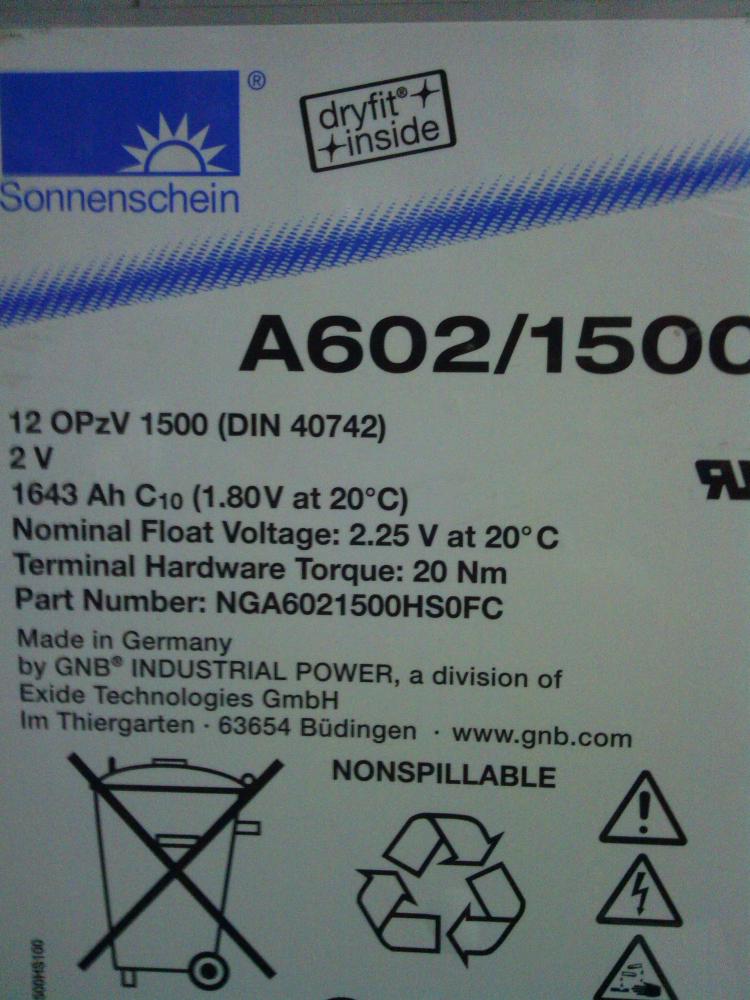 ®
dryfit®
inside
Sonnenschein
A602/150
12 OPzV 1500 (DIN 40742)
2 V
1643 Ah C10 (1.80V at 20°C)
Nominal Float Voltage: 2.25 V at 20°C
Terminal Hardware Torque: 20 Nm
Part Number: NGA6021500HS0FC
Made in Germany
by GNB® INDUSTRIAL POWER, a division of
Exide Technologies GmbH
Im Thiergarten · 63654 Büdingen · www.gnb.com
NONSPILLABLE